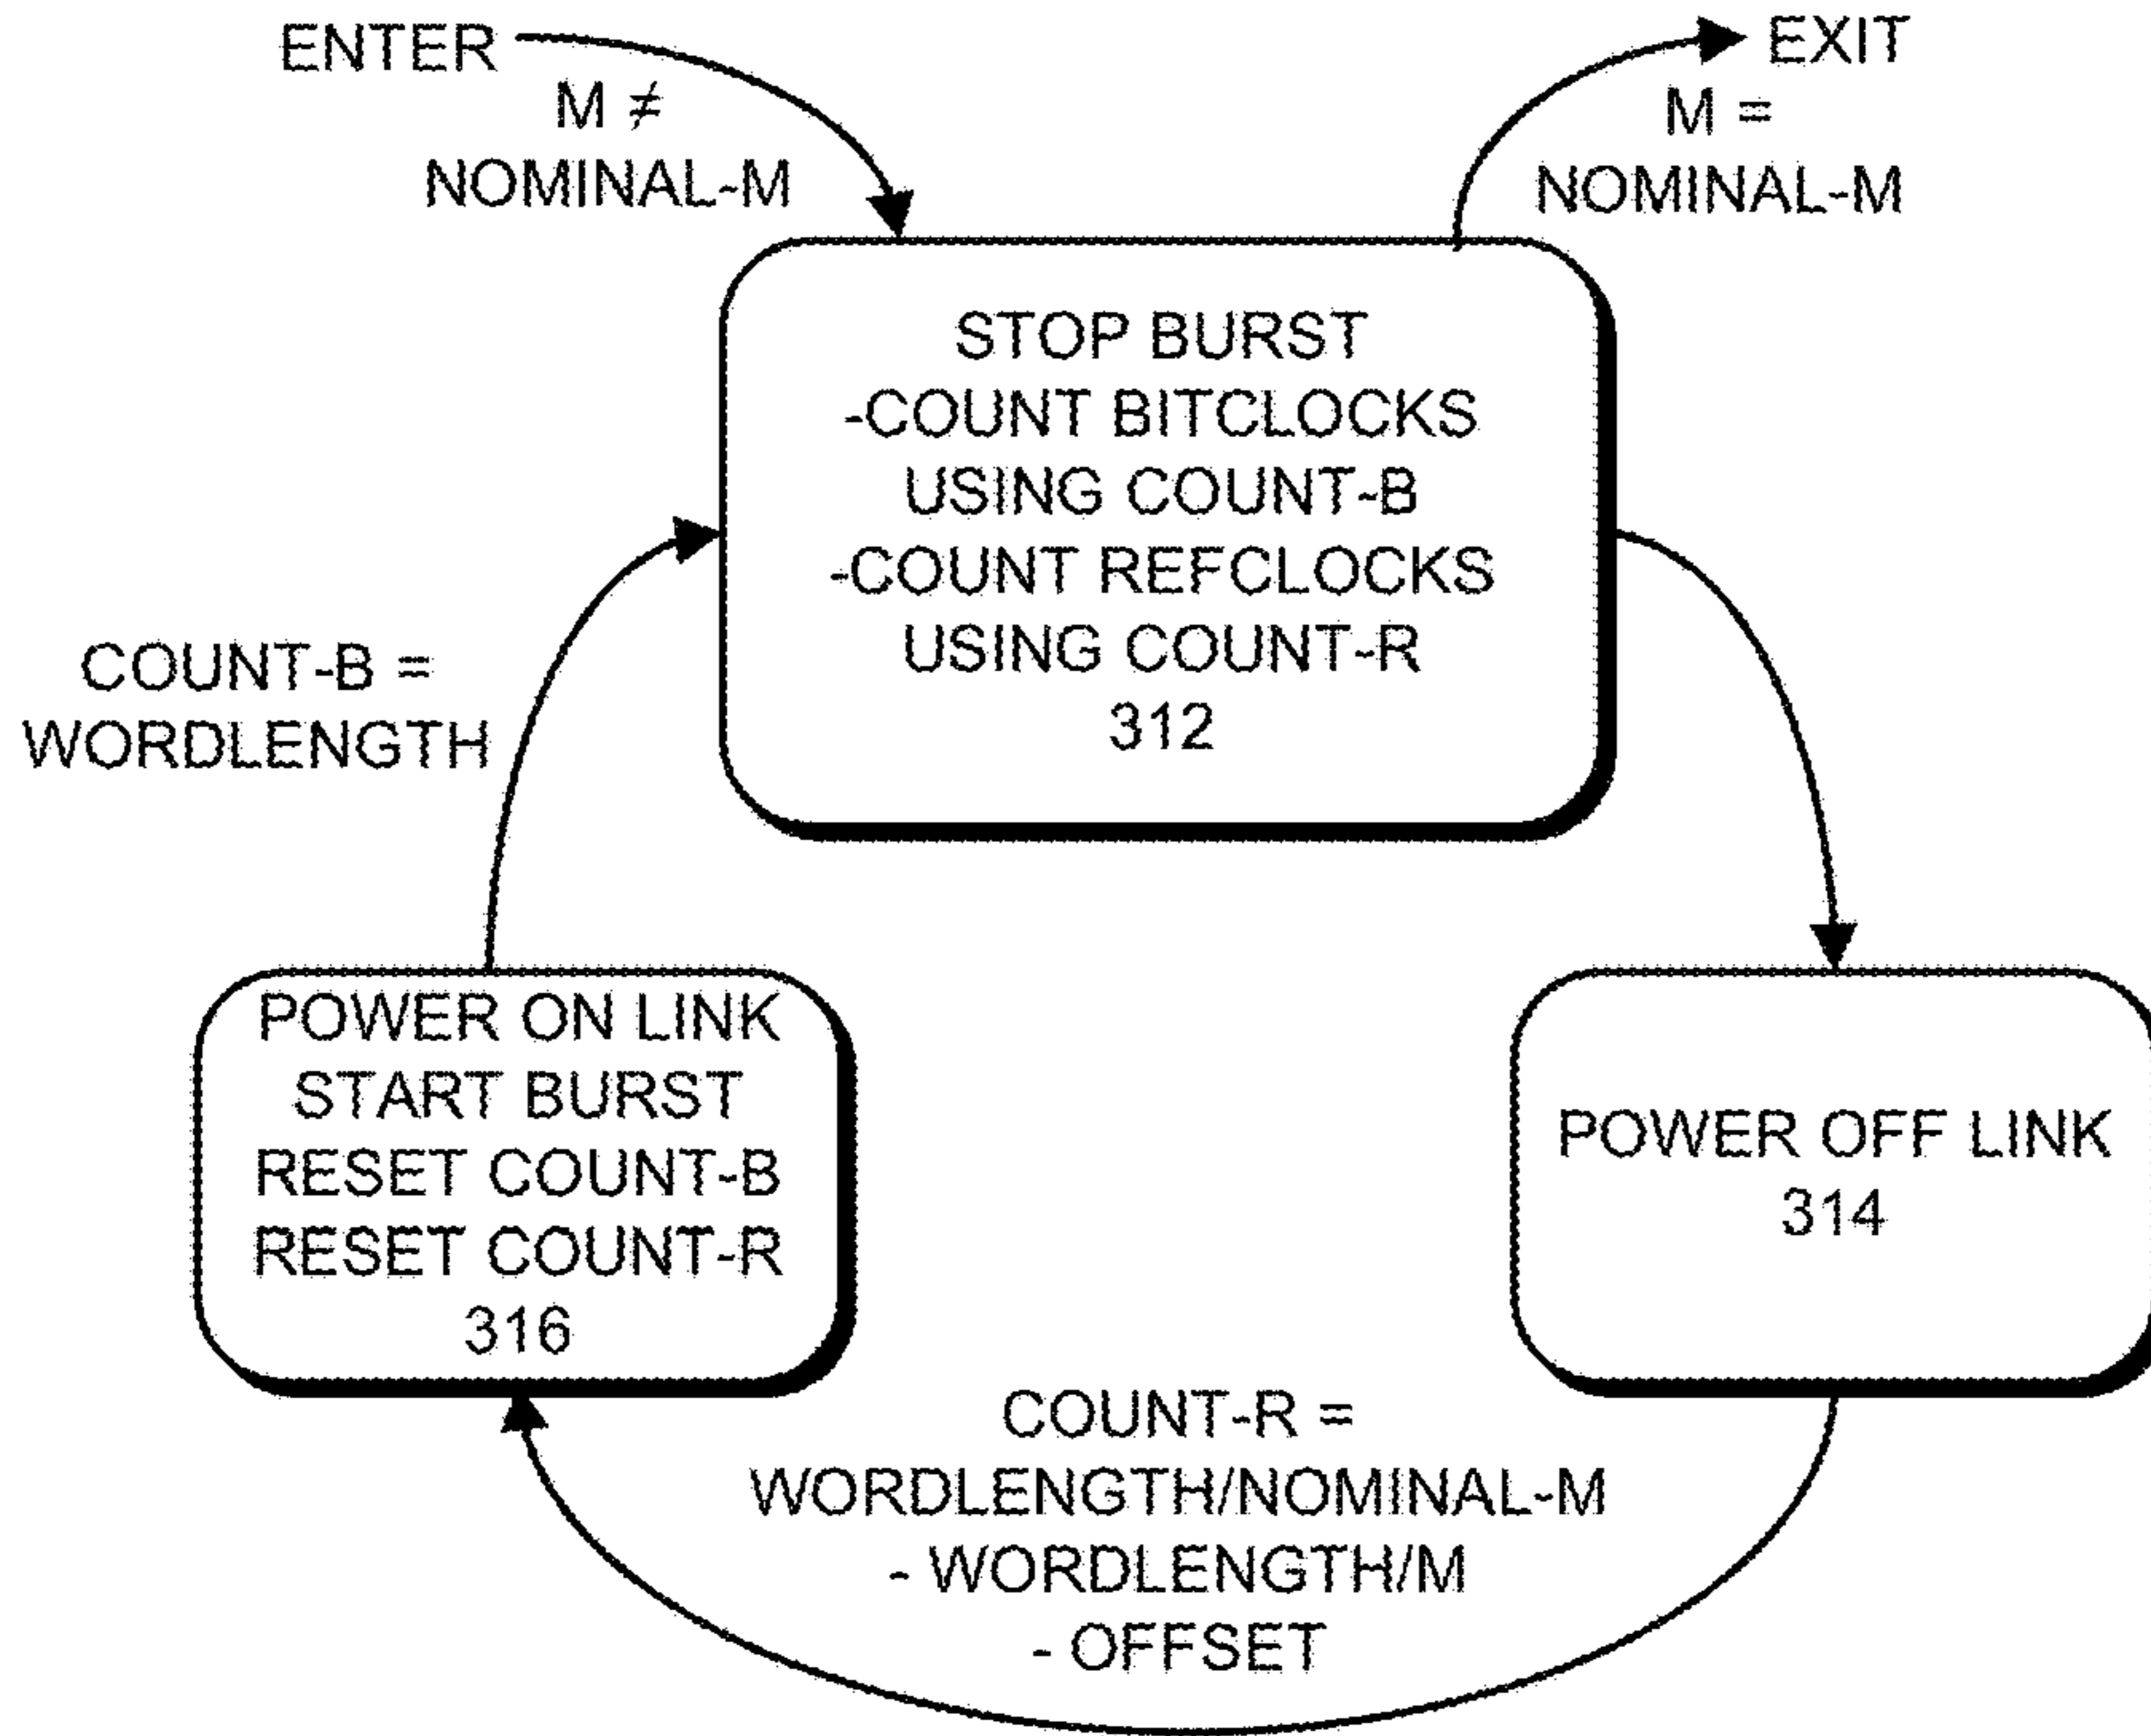 ENTER
M ≠
NOMINAL-M
EXIT
M =
NOMINAL-M
STOP BURST
-COUNT BITCLOCKS
USING COUNT-B
-COUNT REFCLOCKS
USING COUNT-R
312
COUNT-B =
WORDLENGTH
POWER ON LINK
START BURST
RESET COUNT-B
RESET COUNT-R
316
POWER OFF LINK
314
COUNT-R =
WORDLENGTH/NOMINAL-M
- WORDLENGTH/M
- OFFSET